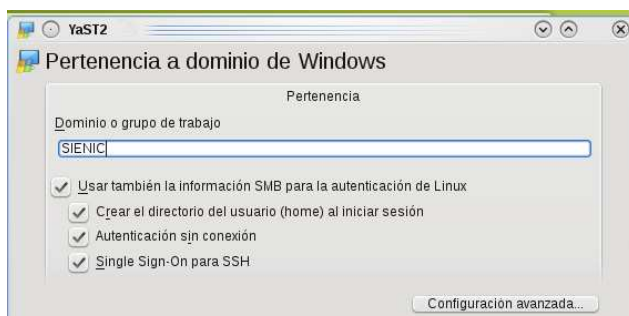 YaST2
Pertenencia a dominio de Windows
Pertenencia
Dominio o grupo de trabajo
SIENIC
Usar también la información SMB para la autenticación de Linux
Crear el directorio del usuario (home) al iniciar sesión
Autenticación sin conexión
Single Sign-On para SSH
Configuración avanzada...